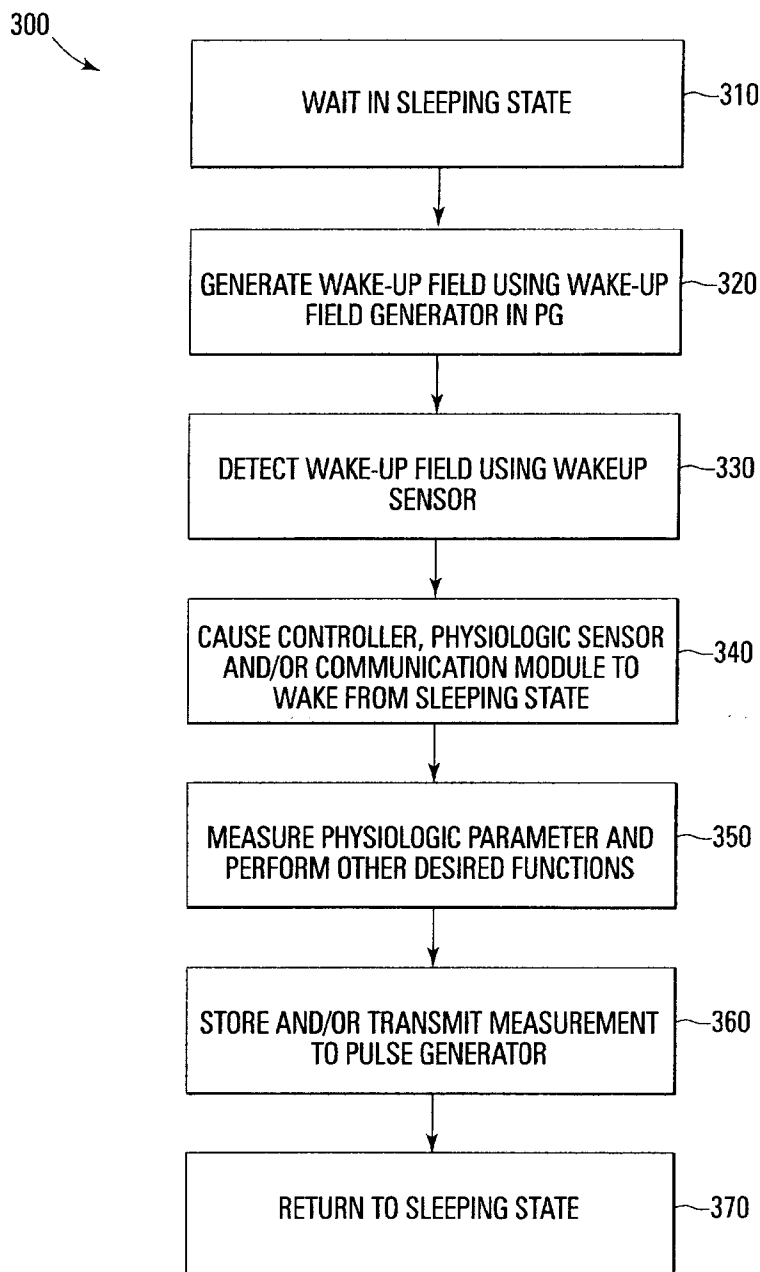 300
WAIT IN SLEEPING STATE
310
GENERATE WAKE-UP FIELD USING WAKE-UP
FIELD GENERATOR IN PG
320
DETECT WAKE-UP FIELD USING WAKEUP
SENSOR
330
CAUSE CONTROLLER, PHYSIOLOGIC SENSOR
AND/OR COMMUNICATION MODULE TO
WAKE FROM SLEEPING STATE
340
MEASURE PHYSIOLOGIC PARAMETER AND
PERFORM OTHER DESIRED FUNCTIONS
350
STORE AND/OR TRANSMIT MEASUREMENT
TO PULSE GENERATOR
360
RETURN TO SLEEPING STATE
370